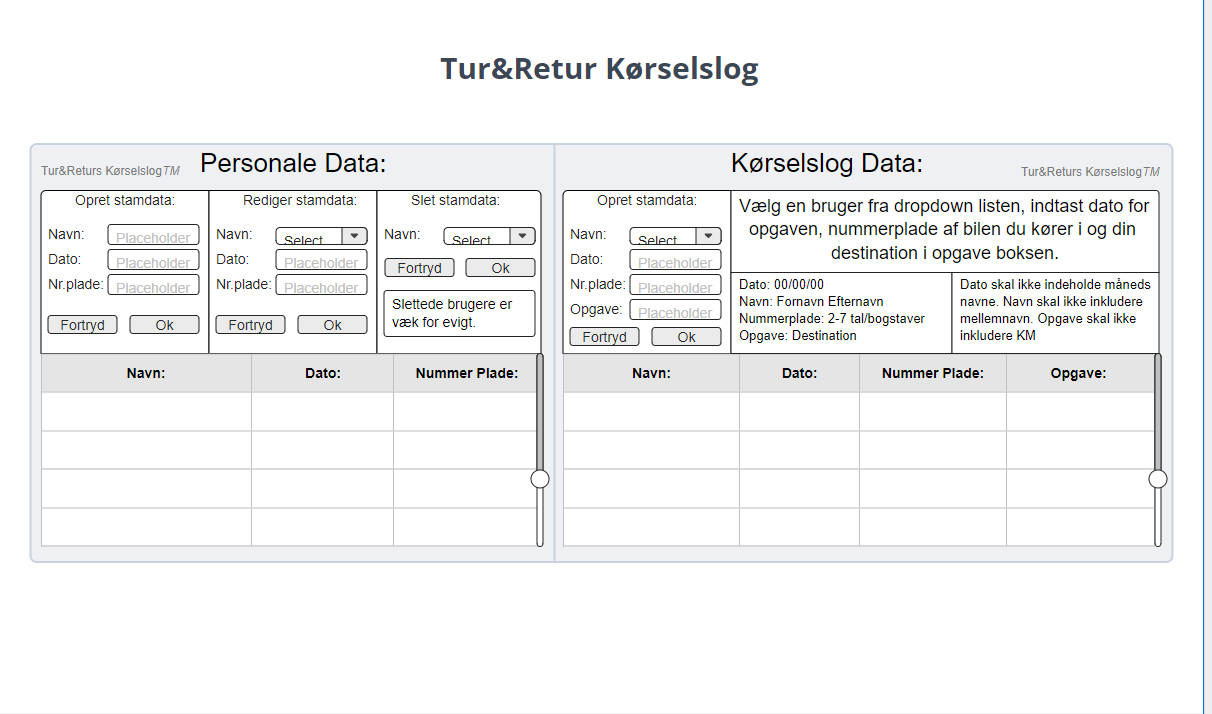 Tur&Retur Kørselslog
Tur&Returs KørselslogTM
Personale Data:
Opret stamdata:
Navn:
Placeholder
Dato:
Placeholder
Nr.plade:
Placeholder
Fortryd
Ok
Rediger stamdata:
Navn:
Select
Dato:
Placeholder
Nr.plade:
Placeholder
Fortryd
Ok
Slet stamdata:
Navn:
Select
Fortryd
Ok
Slettede brugere er
væk for evigt.
Navn:
Dato:
Nummer Plade:
Kørselslog Data:
Tur&Returs KørselslogTM
Opret stamdata:
Navn:
Select
Dato:
Placeholder
Nr.plade:
Placeholder
Opgave:
Placeholder
Fortryd
Ok
Vælg en bruger fra dropdown listen, indtast dato for
opgaven, nummerplade af bilen du kører i og din
destination i opgave boksen.
Dato: 00/00/00
Navn: Fornavn Efternavn
Nummerplade: 2-7 tal/bogstaver
Opgave: Destination
Dato skal ikke indeholde måneds
navne. Navn skal ikke inkludere
mellemnavn. Opgave skal ikke
inkludere KM
Navn:
Dato:
Nummer Plade:
Opgave: